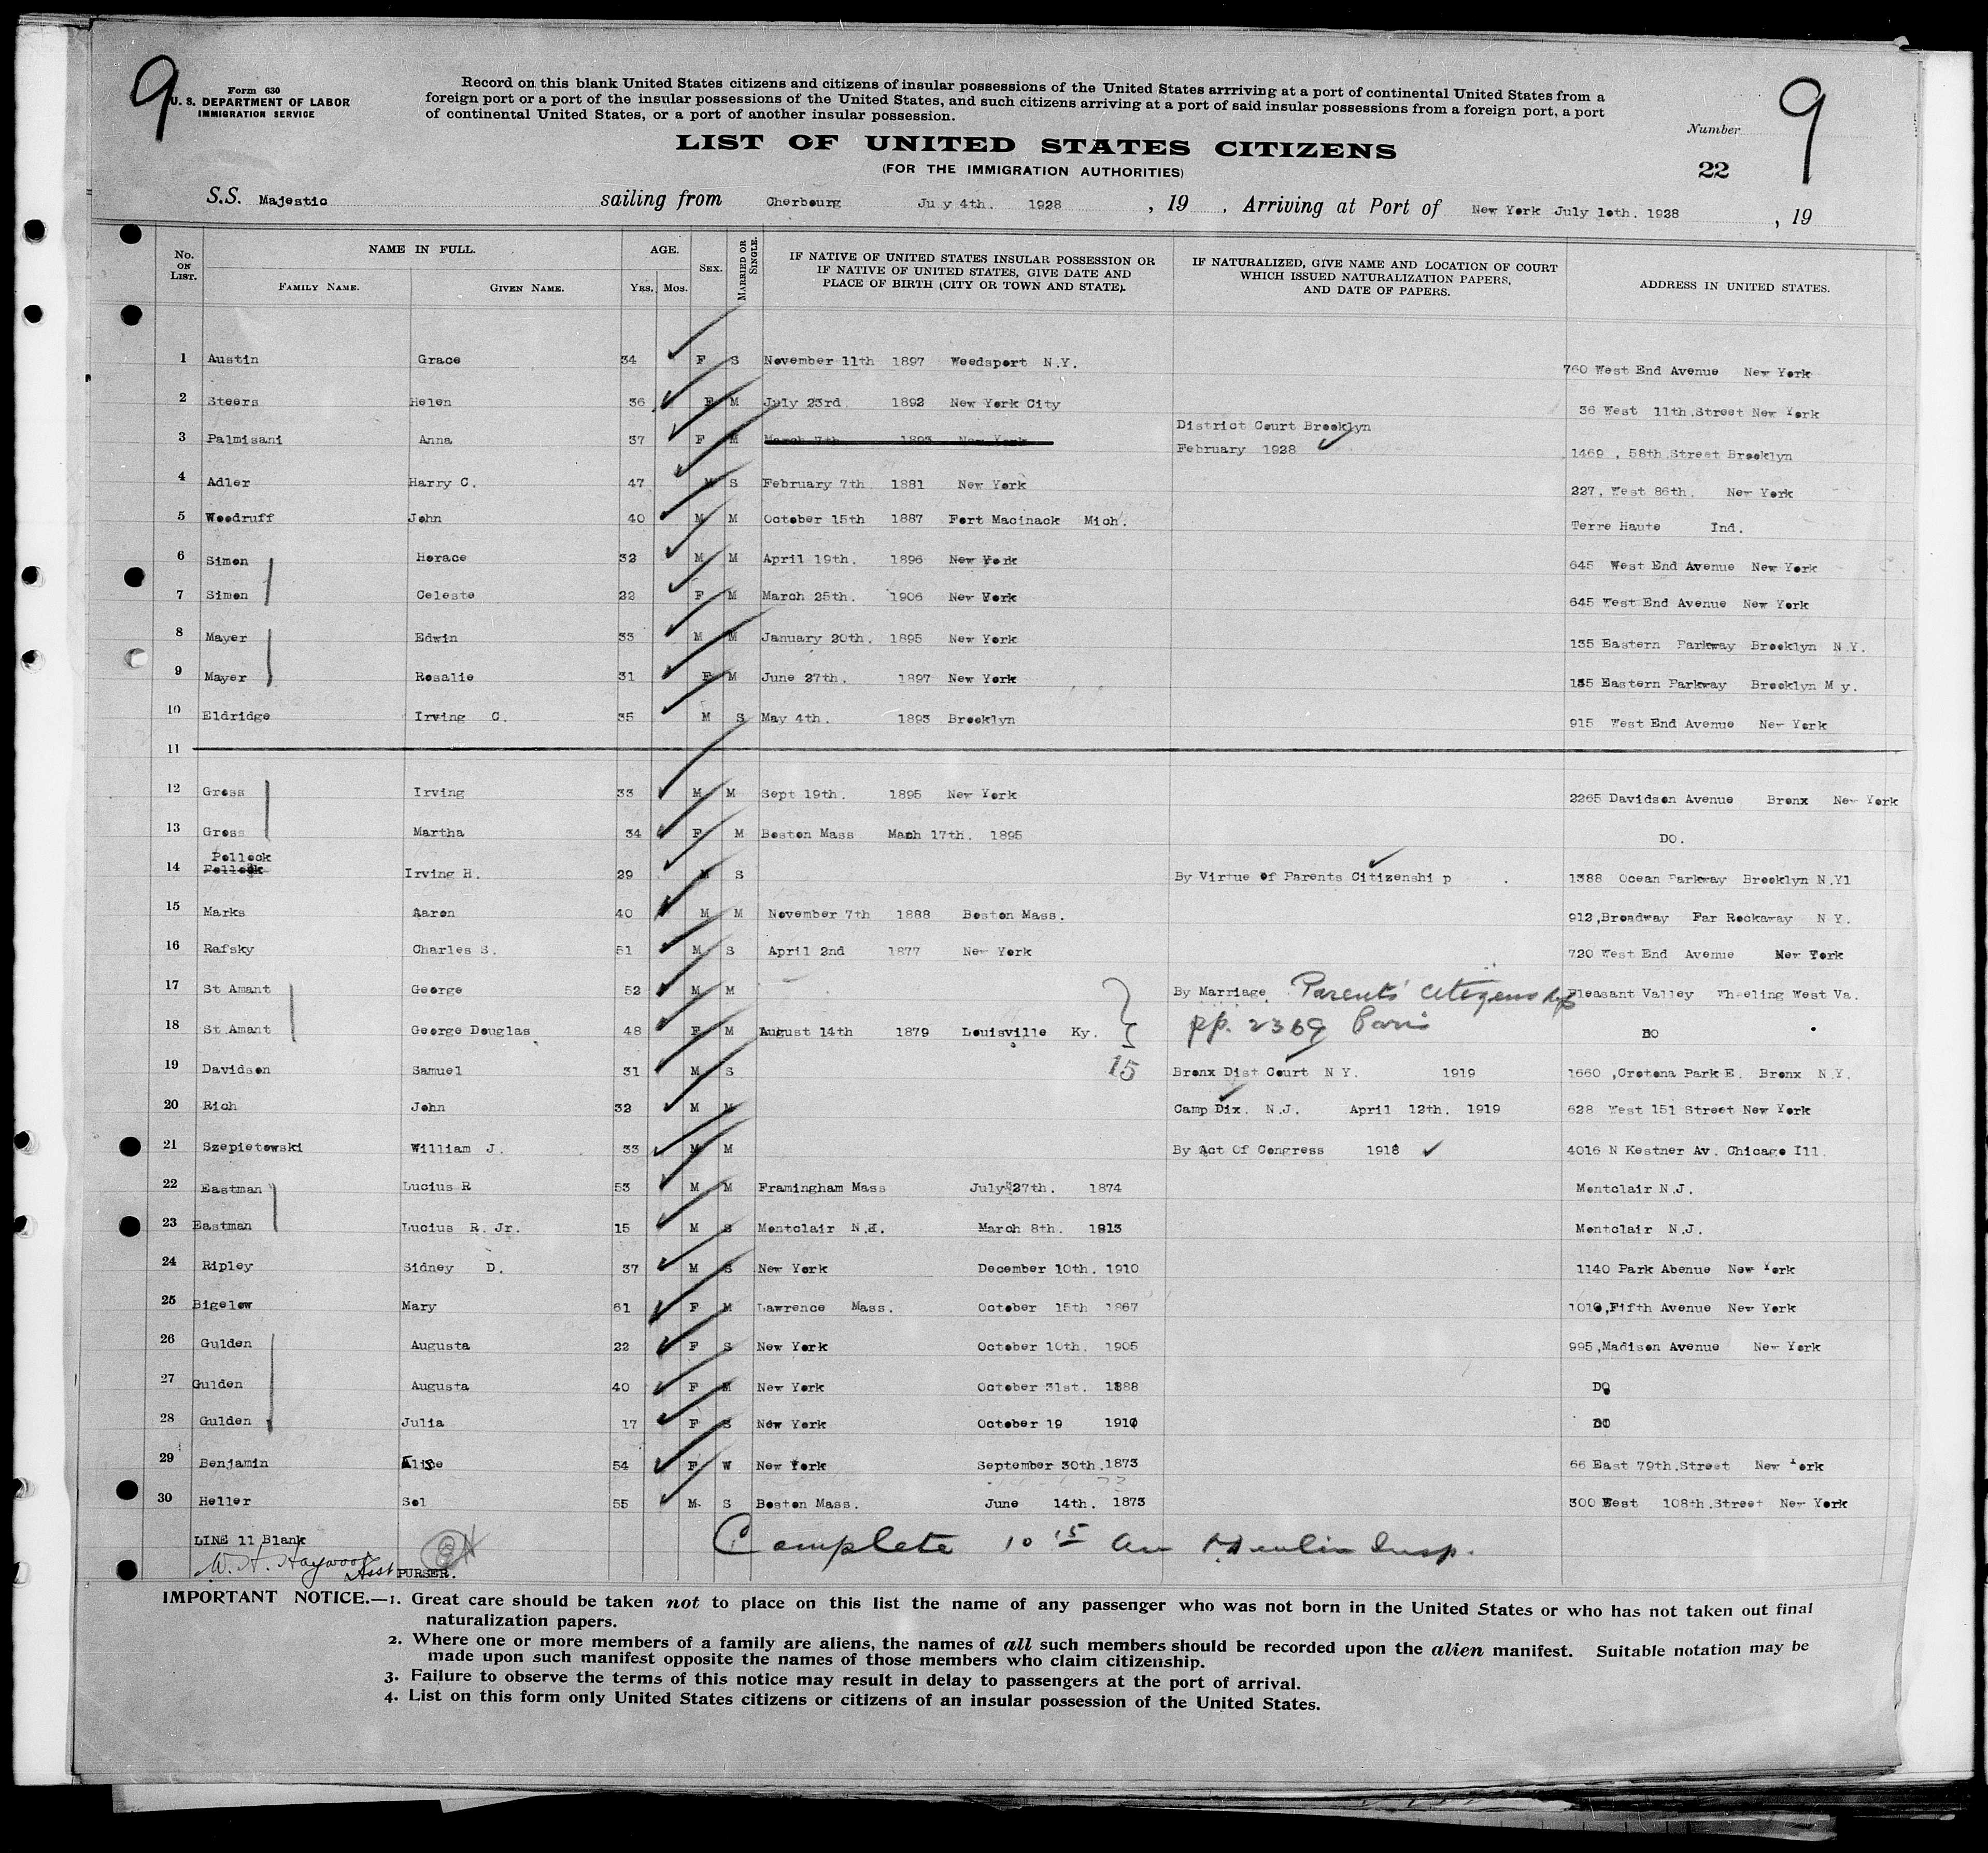 9
9
Form 630
U. S. DEPARTMENT OF LABOR
IMMIGRATION SERVICE
Record on this blank United States citizens and citizens of insular possessions of the United States arrriving at a port of continental United States from a
foreign port or a port of the insular possessions of the United States, and such citizens arriving at a port of said insular possessions from a foreign port, a port
of continental United States, or a port of another insular possession.
Number
LIST OF UNITED STATES CITIZENS
(FOR THE IMMIGRATION AUTHORITIES)
22
S.S. Majestic sailing from Cherbourg Ju y 4th. 1928 , 19 , Arriving at Port of New York July 10th. 1928 , 19
No. ON LIST. NAME IN FULL. FAMILY NAME. GIVEN NAME. AGE. YRS. MOS. SEX. MARRIED OR SINGLE. IF NATIVE OF UNITED STATES INSULAR POSSESSION OR IF NATIVE OF UNITED STATES, GIVE DATE AND PLACE OF BIRTH (CITY OR TOWN AND STATE). IF NATURALIZED, GIVE NAME AND LOCATION OF COURT WHICH ISSUED NATURALIZATION PAPERS, AND DATE OF PAPERS. ADDRESS IN UNITED STATES.
1 Austin Grace 34 F S November 11th 1897 Weedsport N.Y. 760 West End Avenue New York
2 Steers Helen 36 F M July 23rd 1892 New York City 36 West 11th.Street New York
3 Palmisani Anna 37 F M March 7th 1893 New York District Court Brooklyn February 1928 1469 , 58th.Street Brooklyn
4 Adler Harry C. 47 M S February 7th 1881 New York 227, West 86th. New York
5 Woodruff John 40 M M October 15th 1887 Fort Macinack Mich. Terre Haute Ind.
6 Simon Horace 32 M M April 19th. 1896 New York 645 West End Avenue New York
7 Simon Celeste 22 F M March 25th. 1906 New York 645 West End Avenue New York
8 Mayer Edwin 33 M M January 20th. 1895 New York 135 Eastern Parkway Brooklyn N.Y.
9 Mayer Rosalie 31 F M June 27th. 1897 New York 135 Eastern Parkway Brooklyn M y.
10 Eldridge Irving C. 35 M S May 4th. 1893 Brooklyn 915 West End Avenue New York
11
12 Gross Irving 33 M M Sept 19th. 1895 New York 2265 Davidson Avenue Bronx New York
13 Gross Martha 34 F M Boston Mass Mach 17th. 1895 DO.
Pollock
14 Pollock Irving H. 29 M S By Virtue of Parents Citizenshi p 1388 Ocean Parkway Brooklyn N.Y1
15 Marks Aaron 40 M M November 7th 1888 Boston Mass. 912,Broadway Far Rockaway N Y.
16 Rafsky Charles S. 51 M S April 2nd 1877 New York 720 West End Avenue New York
17 St Amant George 52 M M By Marriage Parents' citizenship Pleasant Valley Wheeling West Va.
18 St.Amant George Douglas 48 F M August 14th 1879 Louisville Ky. pp. 2369 Paris DO
15
19 Davidson Samuel 31 M S Bronx Dist Court N Y. 1919 1660 ,Crotona Park E. Bronx N.Y.
20 Rich John 32 M M Camp Dix. N.J. April 12th. 1919 628 West 151 Street New York
21 Szepietowski William J. 33 M M By Act Of Congress 1918 4016 N Kestner Av. Chicago Ill.
22 Eastman Lucius R 53 M M Framingham Mass July 27th. 1874 Montclair N.J.
23 Eastman Lucius R. Jr. 15 M S Montclair N.J. March 8th. 1913 Montclair N.J.
24 Ripley Sidney D. 37 M S New York December 10th. 1910 1140 Park Abenue New York
25 Bigelow Mary 61 F M Lawrence Mass. October 15th 1867 1010,Fifth Avenue New York
26 Gulden Augusta 22 F S New York October 10th. 1905 995,Madison Avenue New York
27 Gulden Augusta 40 F M New York October 31st. 1888 DO
28 Gulden Julia 17 F S New York October 19 1910 DO
29 Benjamin Alice 54 F W New York September 30th.1873 66 East 79th.Street New York
30 Heller Sol 55 M. S Boston Mass. June 14th. 1873 300 West 108th.Street New York
LINE 11 Blank
W. H. Haywood Asst PURSER.
Complete 10 15 am Insp.
IMPORTANT NOTICE.—1. Great care should be taken not to place on this list the name of any passenger who was not born in the United States or who has not taken out final
naturalization papers.
2. Where one or more members of a family are aliens, the names of all such members should be recorded upon the alien manifest. Suitable notation may be
made upon such manifest opposite the names of those members who claim citizenship.
3. Failure to observe the terms of this notice may result in delay to passengers at the port of arrival.
4. List on this form only United States citizens or citizens of an insular possession of the United States.